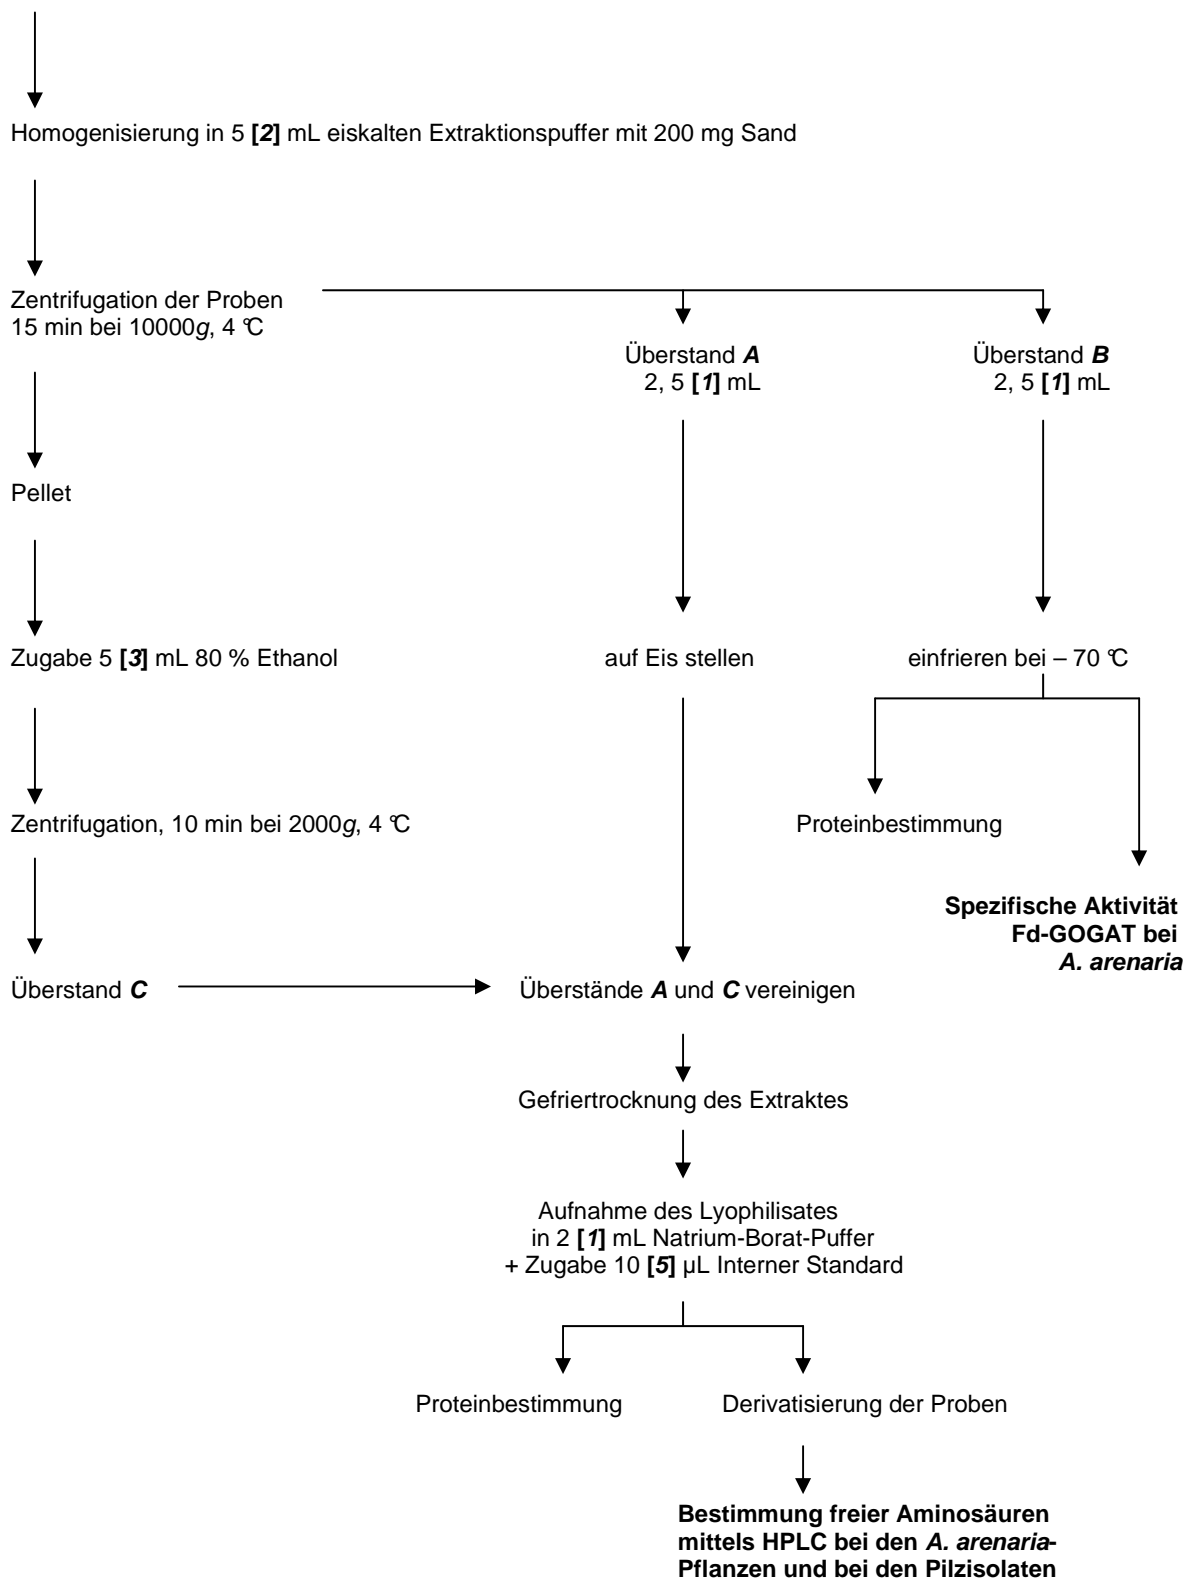 Homogenisierung in 5 [2] mL eiskalten Extraktionspuffer mit 200 mg Sand
Zentrifugation der Proben
15 min bei 10000g, 4 °C
Überstand A
2, 5 [1] mL
Überstand B
2, 5 [1] mL
Pellet
Zugabe 5 [3] mL 80 % Ethanol
auf Eis stellen
einfrieren bei – 70 °C
Zentrifugation, 10 min bei 2000g, 4 °C
Proteinbestimmung
Spezifische Aktivität
Fd-GOGAT bei
A. arenaria
Überstand C
Überstände A und C vereinigen
Gefriertrocknung des Extraktes
Aufnahme des Lyophilisates
in 2 [1] mL Natrium-Borat-Puffer
+ Zugabe 10 [5] µL Interner Standard
Proteinbestimmung
Derivatisierung der Proben
Bestimmung freier Aminosäuren
mittels HPLC bei den A. arenaria-
Pflanzen und bei den Pilzisolaten